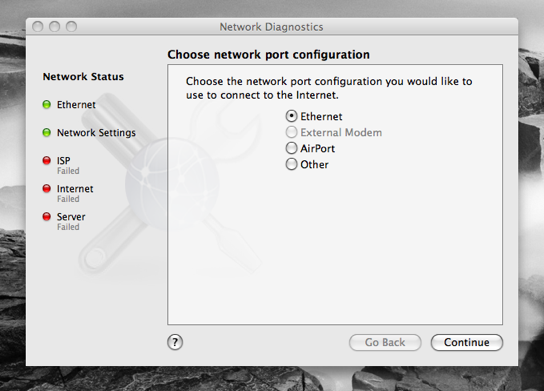 Network Diagnostics
Choose network port configuration
Network Status
Ethernet
Network Settings
ISP
Failed
Internet
Failed
Server
Failed
Choose the network port configuration you would like to
use to connect to the Internet.
Ethernet
External Modem
AirPort
Other
?
Go Back
Continue